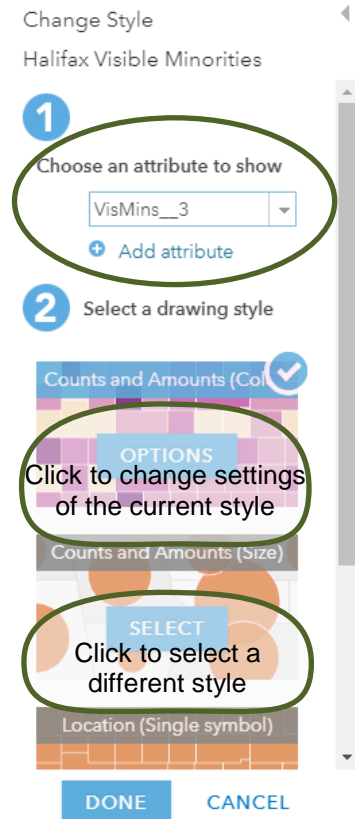 Change Style
Halifax Visible Minorities
1
Choose an attribute to show
VisMins__3
Add attribute
2 Select a drawing style
Counts and Amounts (Col
OPTIONS
Click to change settings
of the current style
Counts and Amounts (Size)
SELECT
Click to select a
different style
Location (Single symbol)
DONE CANCEL